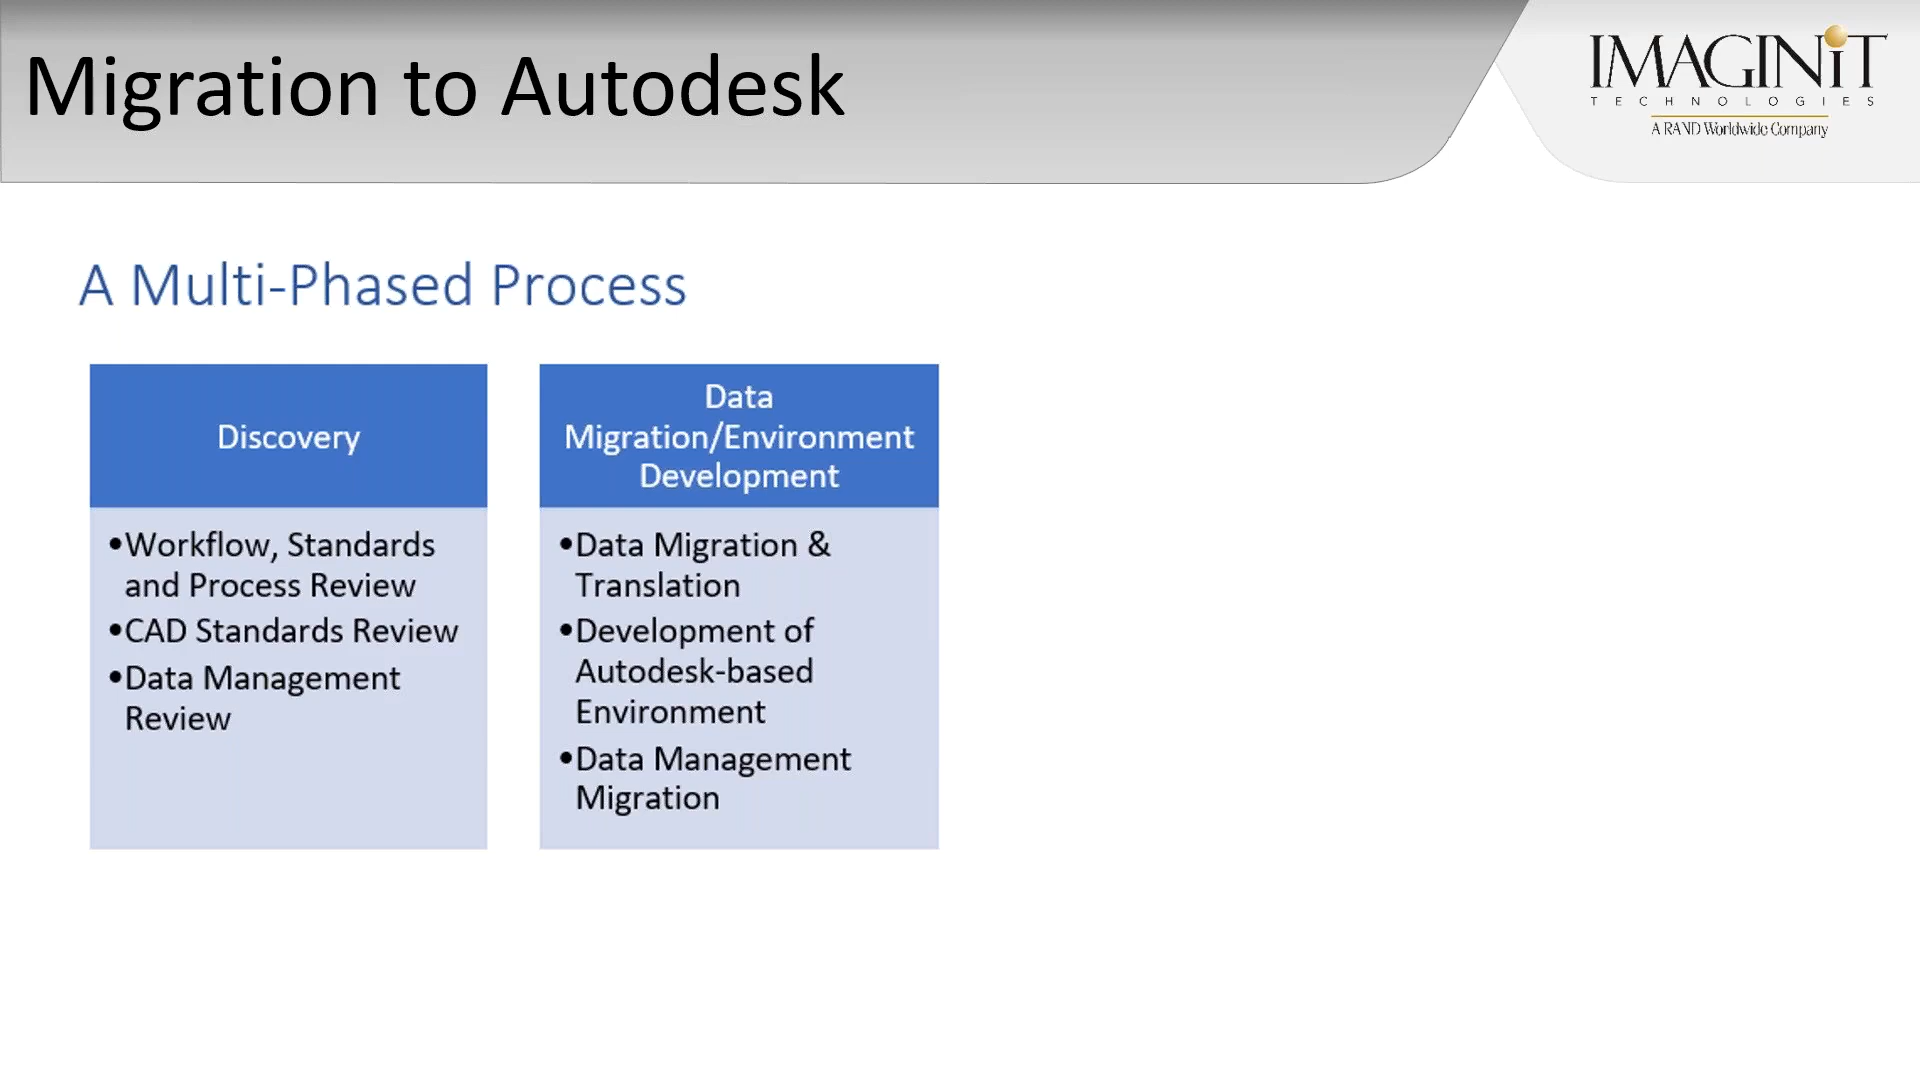 Migration to Autodesk
IMAGINiT
TECHNOLOGIES
A RAND Worldwide Company
A Multi-Phased Process
Discovery
•Workflow, Standards
and Process Review
•CAD Standards Review
•Data Management
Review
Data
Migration/Environment
Development
•Data Migration &
Translation
•Development of
Autodesk-based
Environment
•Data Management
Migration